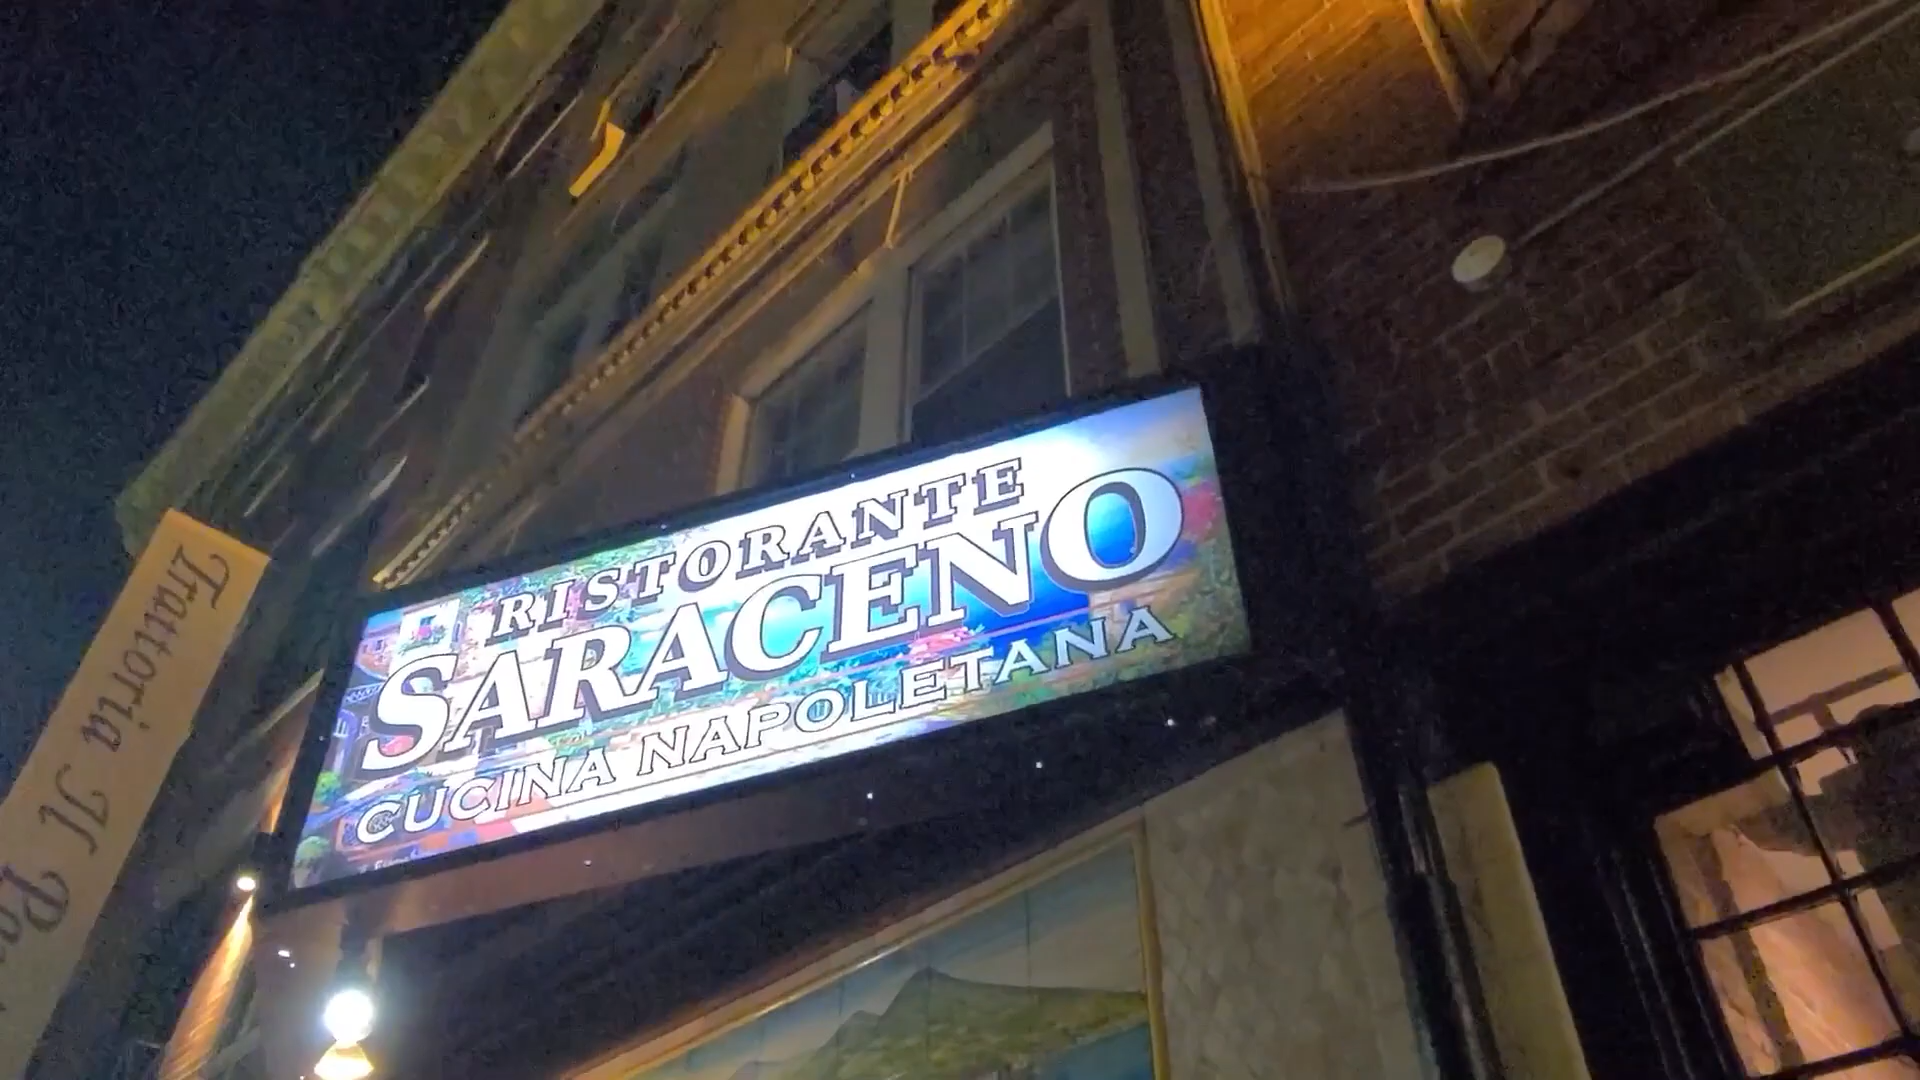 RISTORANTE
SARACENO
CUCINA NAPOLETANA
Trattoria Il